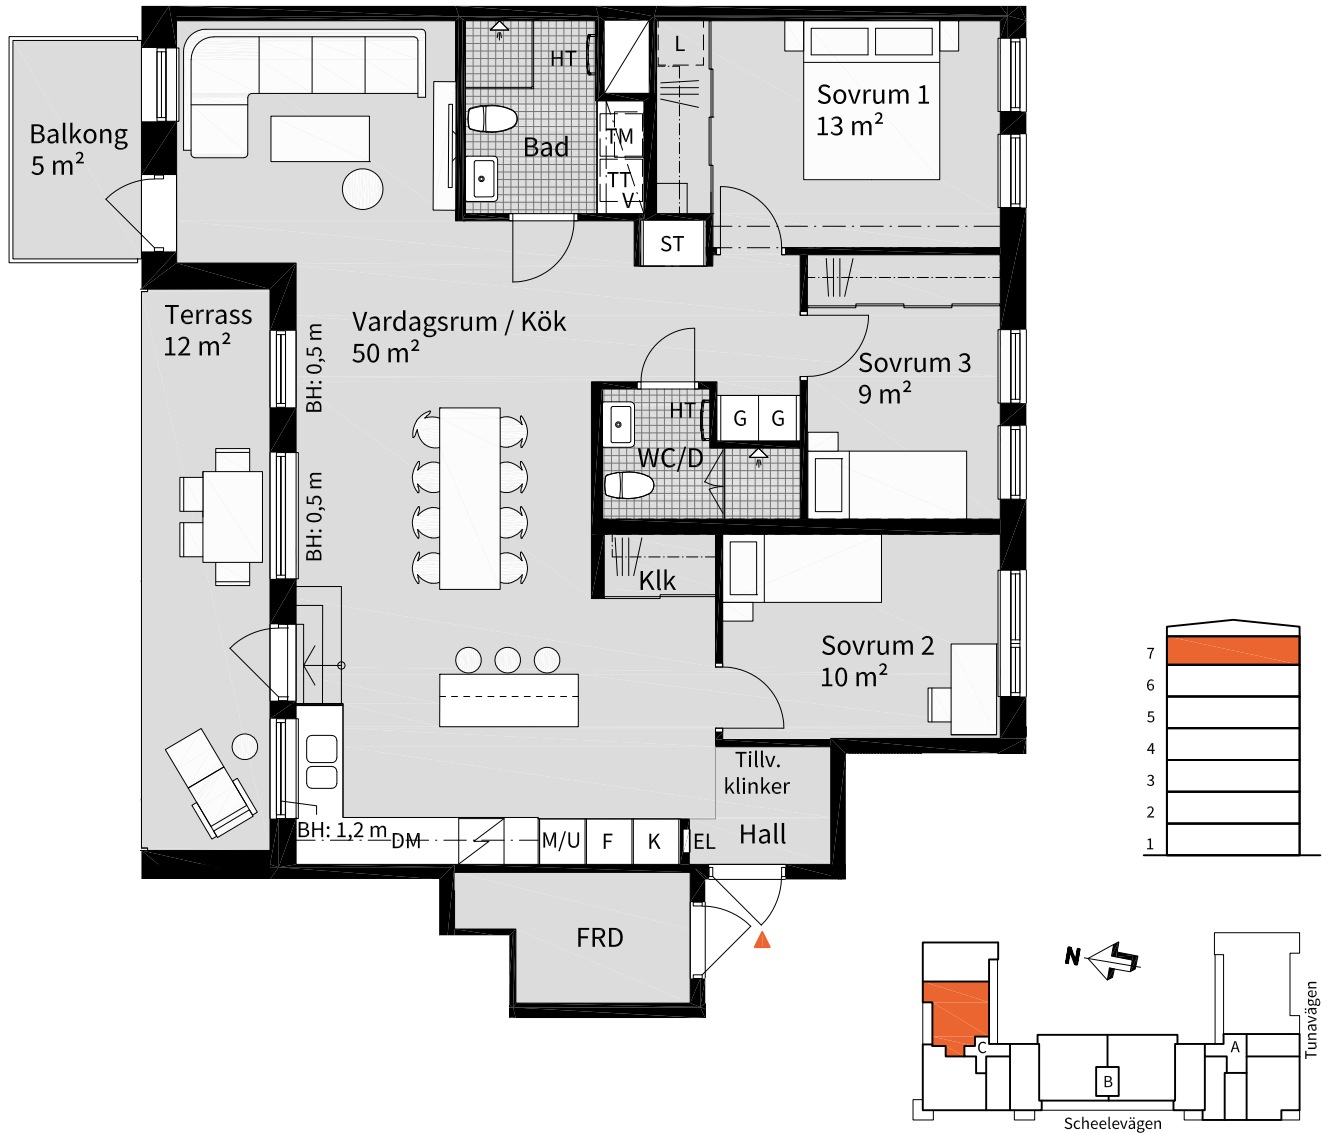 Balkong
5 m²
HT
Bad
TM
TT
V
L
Sovrum 1
13 m²
ST
Terrass
12 m²
BH: 0,5 m
BH: 0,5 m
Vardagsrum / Kök
50 m²
Sovrum 3
9 m²
HT
G
G
WC/D
Klk
Sovrum 2
10 m²
Tillv.
klinker
Hall
BH: 1,2 m
DM
M/U
F
K
EL
FRD
7
6
5
4
3
2
1
N
C
B
A
Tunavägen
Scheelevägen